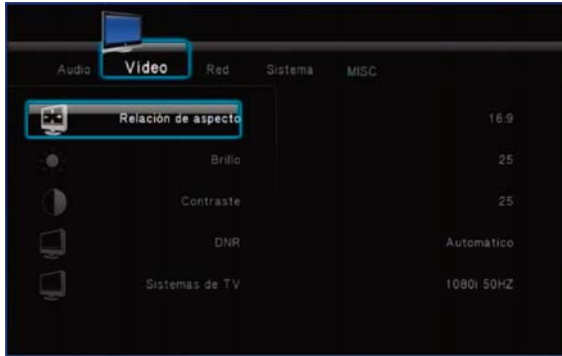 Audio Vídeo Red Sistema MISC
Relación de aspecto 16:9
Brillo 25
Contraste 25
DNR Automatico
Sistemas de TV 1080i 50HZ